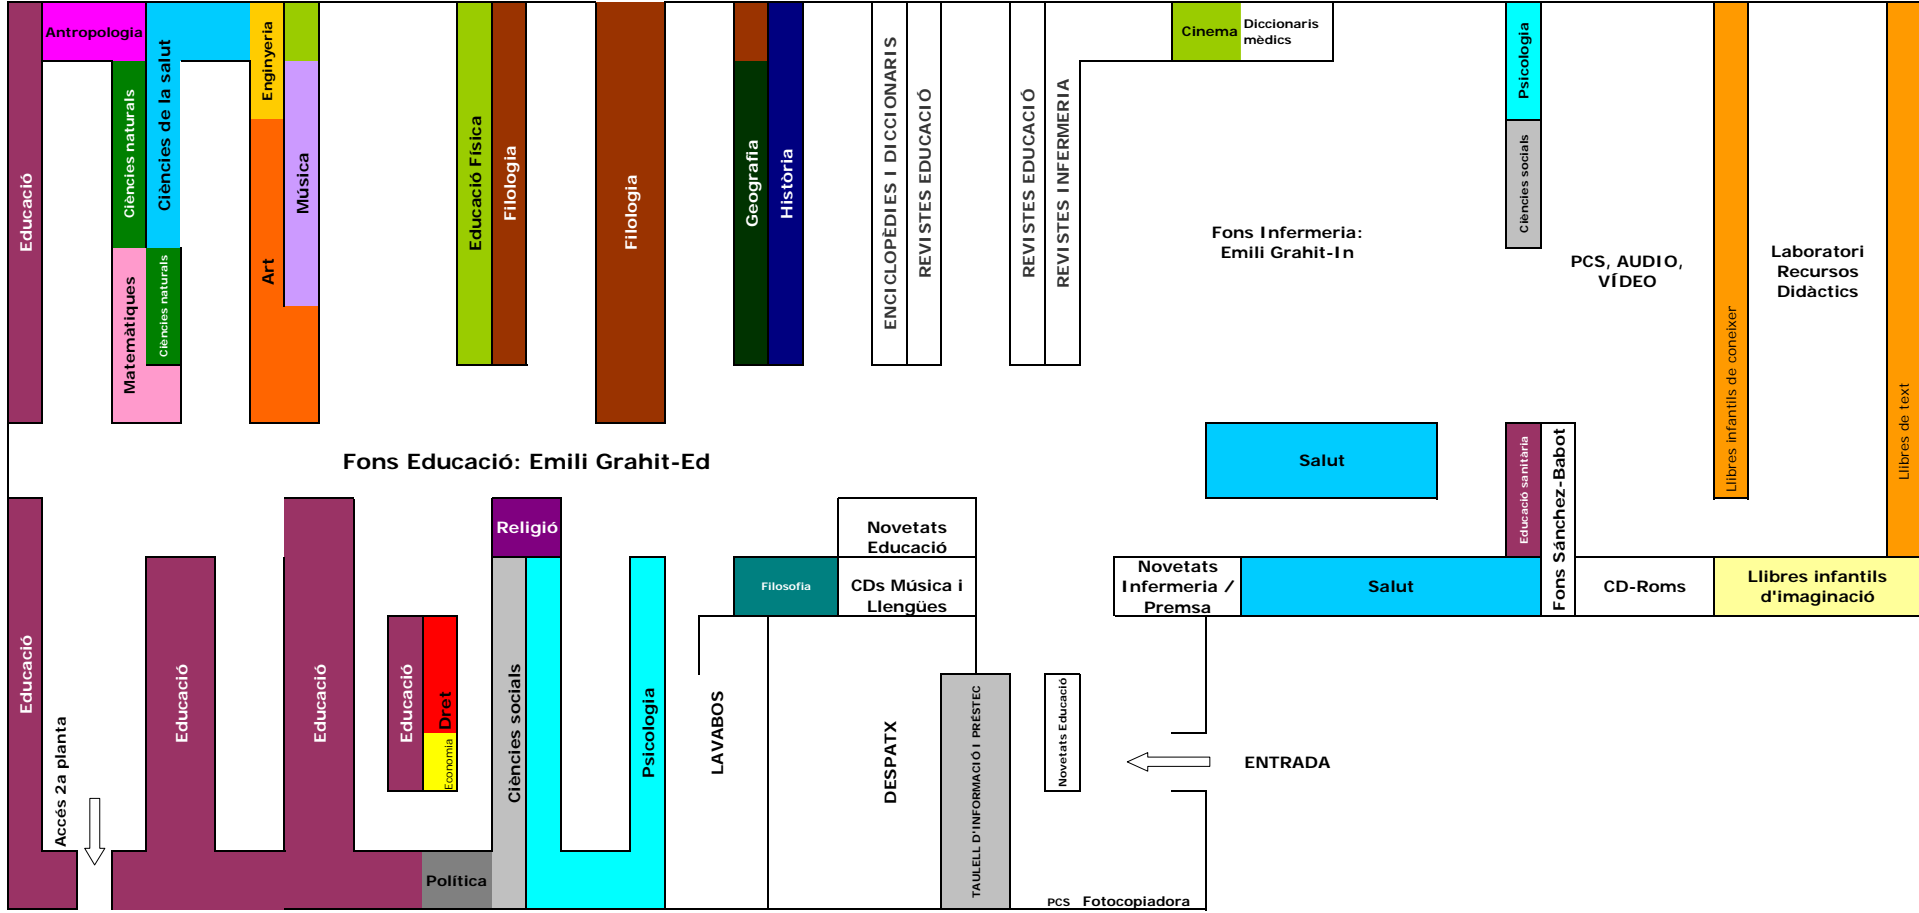 Antropologia
Cinema
Diccionaris
mèdics
Educació
Ciències naturals
Ciències de la salut
Enginyeria
Música
Educació Física
Filologia
Filologia
Geografia
Història
ENCICLOPÈDIES I DICCIONARIS
REVISTES EDUCACIÓ
REVISTES EDUCACIÓ
REVISTES INFERMERIA
Psicologia
Ciències socials
Fons Infermeria:
Emili Grahit-In
PCS, AUDIO,
VÍDEO
Laboratori
Recursos
Didàctics
Matemàtiques
Ciències naturals
Art
Llibres infantils de coneixer
Llibres de text
Fons Educació: Emili Grahit-Ed
Salut
Educació sanitària
Fons Sánchez-Babot
Religió
Novetats
Educació
Filosofia
CDs Música i
Llengües
Novetats
Infermeria /
Premsa
Salut
CD-Roms
Llibres infantils
d'imaginació
Educació
Accés 2a planta
Educació
Educació
Educació
Dret
Economia
Ciències socials
Psicologia
LAVABOS
DESPATX
TAULELL D'INFORMACIÓ I PRÉSTEC
Novetats Educació
ENTRADA
Política
PCS Fotocopiadora